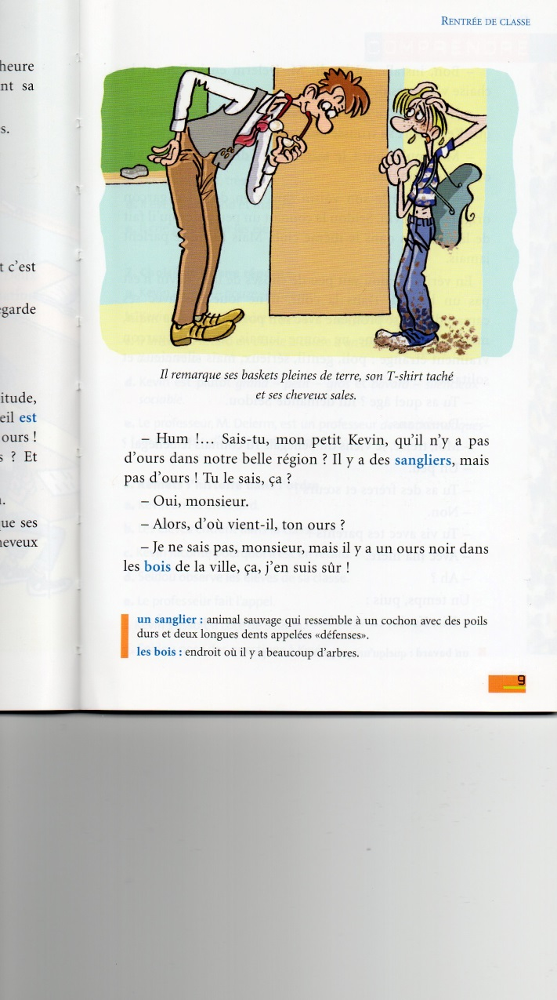 RENTRÉE DE CLASSE
heure
nt sa
s.
t c'est
egarde
itude,
eil est
ours !
s ? Et
.
ue ses
heveux
Il remarque ses baskets pleines de terre, son T-shirt taché
et ses cheveux sales.
– Hum !… Sais-tu, mon petit Kevin, qu'il n'y a pas
d'ours dans notre belle région ? Il y a des sangliers, mais
pas d'ours ! Tu le sais, ça ?
– Oui, monsieur.
– Alors, d'où vient-il, ton ours ?
– Je ne sais pas, monsieur, mais il y a un ours noir dans
les bois de la ville, ça, j'en suis sûr !
un sanglier : animal sauvage qui ressemble à un cochon avec des poils
durs et deux longues dents appelées «défenses».
les bois : endroit où il y a beaucoup d'arbres.
9